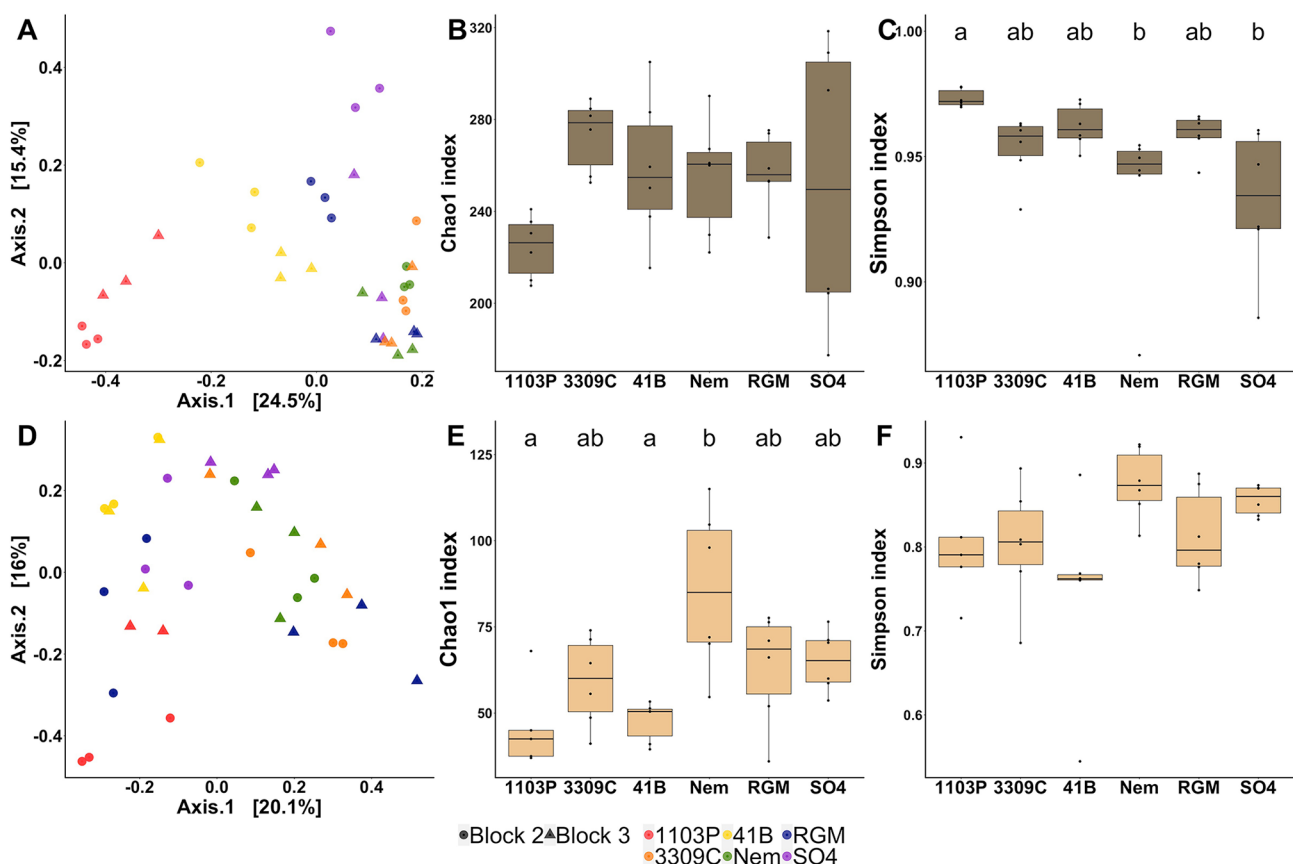 A
0.4
0.2
0.0
-0.2
Axis.2 [15.4%]
-0.4
-0.2
0.0
0.2
Axis.1 [24.5%]
B
320
280
240
200
Chao1 index
1103P 3309C 41B Nem RGM SO4
C
1.00
0.95
0.90
Simpson index
a ab ab b ab b
1103P 3309C 41B Nem RGM SO4
D
0.2
0.0
-0.2
-0.4
Axis.2 [16%]
-0.2 0.0 0.2 0.4
Axis.1 [20.1%]
E
125
100
75
50
Chao1 index
a ab a b ab ab
1103P 3309C 41B Nem RGM SO4
F
0.9
0.8
0.7
0.6
Simpson index
1103P 3309C 41B Nem RGM SO4
Block 2 Block 3 1103P 41B RGM
3309C Nem SO4